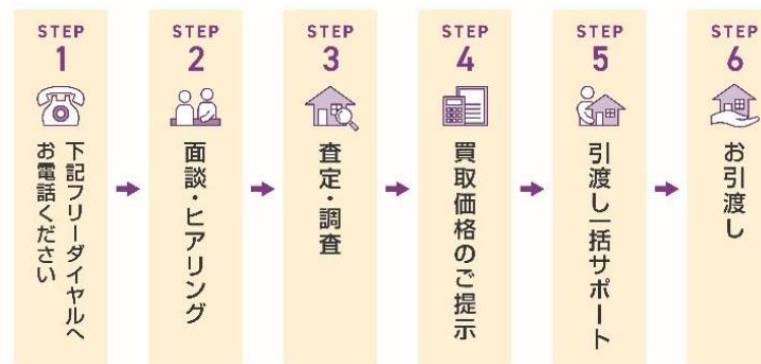 STEP
1
下記フリーダイヤルへ
お電話ください
STEP
2
面談・ヒアリング
STEP
3
査定・調査
STEP
4
買取価格のご提示
STEP
5
引渡し一括サポート
STEP
6
お引渡し